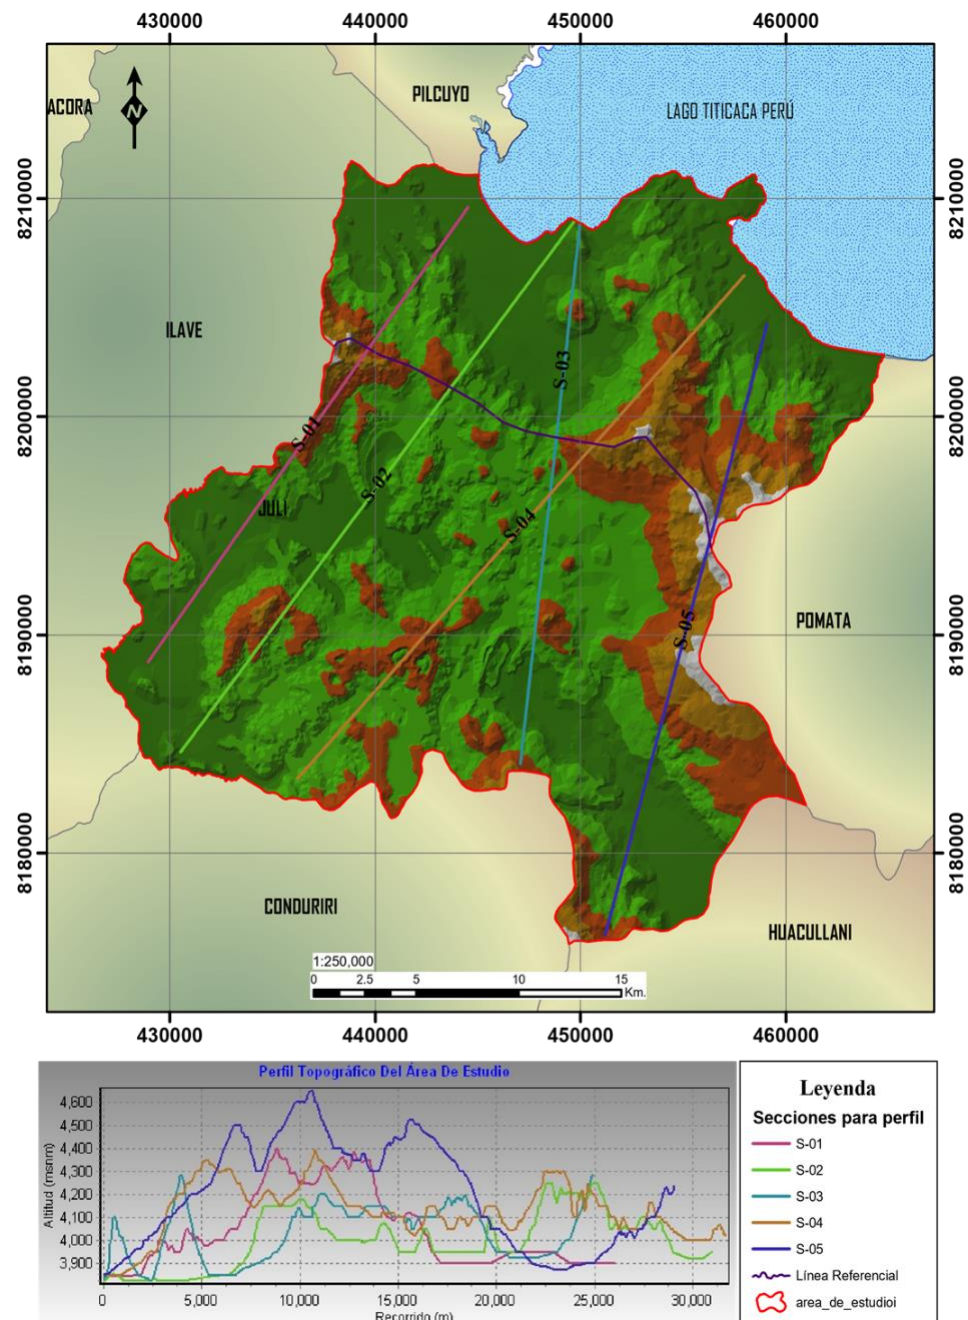 430000 440000 450000 460000
ACORA
N
PILCUYO
LAGO TITICACA PERÚ
8210000 8210000
ILAVE
S-03
8200000 8200000
S-01
S-02
JULI
S-04
8190000 8190000
S-05
POMATA
8180000 8180000
CONDURIRI
HUACULLANI
1:250,000
0 2.5 5 10 15
Km.
430000 440000 450000 460000
Perfil Topográfico Del Área De Estudio
Altitud (msnm)
4,600
4,500
4,400
4,300
4,200
4,100
4,000
3,900
0 5,000 10,000 15,000 20,000 25,000 30,000
Recorrido (m)
Leyenda
Secciones para perfil
S-01
S-02
S-03
S-04
S-05
Línea Referencial
area_de_estudioi